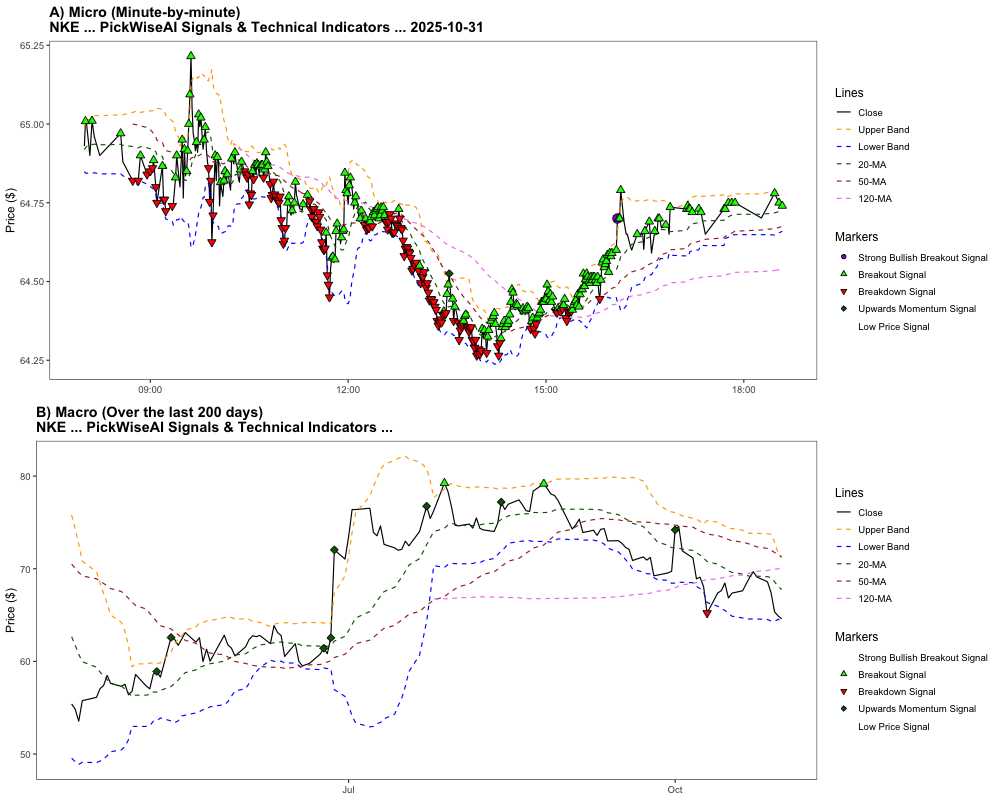 A) Micro (Minute-by-minute)
NKE ... PickWiseAI Signals & Technical Indicators ... 2025-10-31
65.25
65.00
64.75
64.50
64.25
Price ($)
09:00
12:00
15:00
18:00
Lines
Close
Upper Band
Lower Band
20-MA
50-MA
120-MA
Markers
Strong Bullish Breakout Signal
Breakout Signal
Breakdown Signal
Upwards Momentum Signal
Low Price Signal
B) Macro (Over the last 200 days)
NKE ... PickWiseAI Signals & Technical Indicators ...
80
70
60
50
Price ($)
Jul
Oct
Lines
Close
Upper Band
Lower Band
20-MA
50-MA
120-MA
Markers
Strong Bullish Breakout Signal
Breakout Signal
Breakdown Signal
Upwards Momentum Signal
Low Price Signal